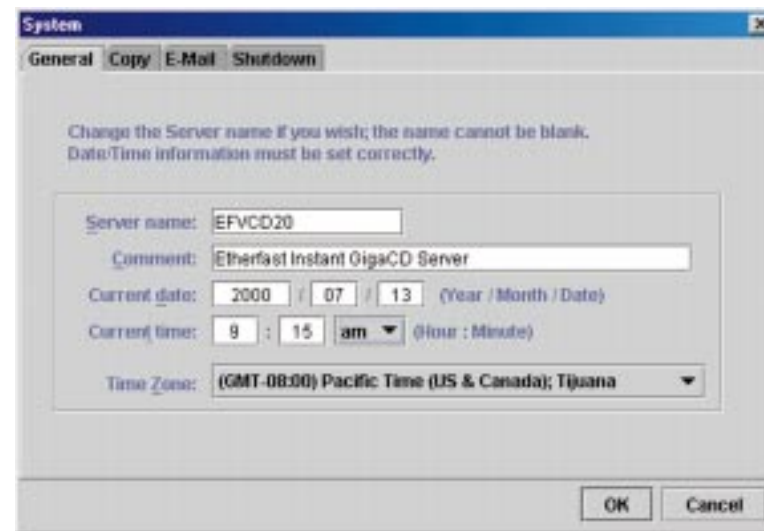 System
General Copy E-Mail Shutdown
Change the Server name if you wish; the name cannot be blank.
Date/Time information must be set correctly.
Server name: EFVCD20
Comment: Etherfast Instant GigaCD Server
Current date: 2000 / 07 / 13 (Year / Month / Date)
Current time: 9 : 15 am (Hour : Minute)
Time Zone: (GMT-08:00) Pacific Time (US & Canada); Tijuana
OK Cancel